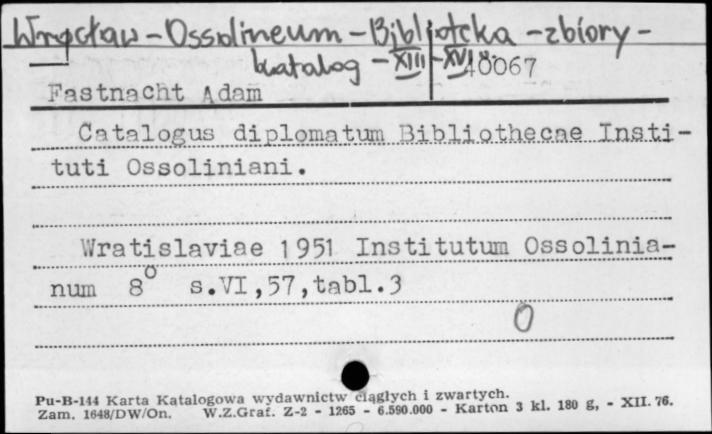 Wrocław – Ossolineum – Biblioteka – zbiory –
– katalog – XIII – XVI w.
40067
Fastnacht Adam
Catalogus diplomatum Bibliothecae Insti-
tuti Ossoliniani.
Wratislaviae 1951 Institutum Ossolinia-
num 8° s.VI,57,tabl.3
O
Pu-B-144 Karta Katalogowa wydawnictw ciągłych i zwartych.
Zam. 1648/DW/On. W.Z.Graf. Z-2 - 1265 - 6.590.000 - Karton 3 kl. 180 g, - XII. 76.